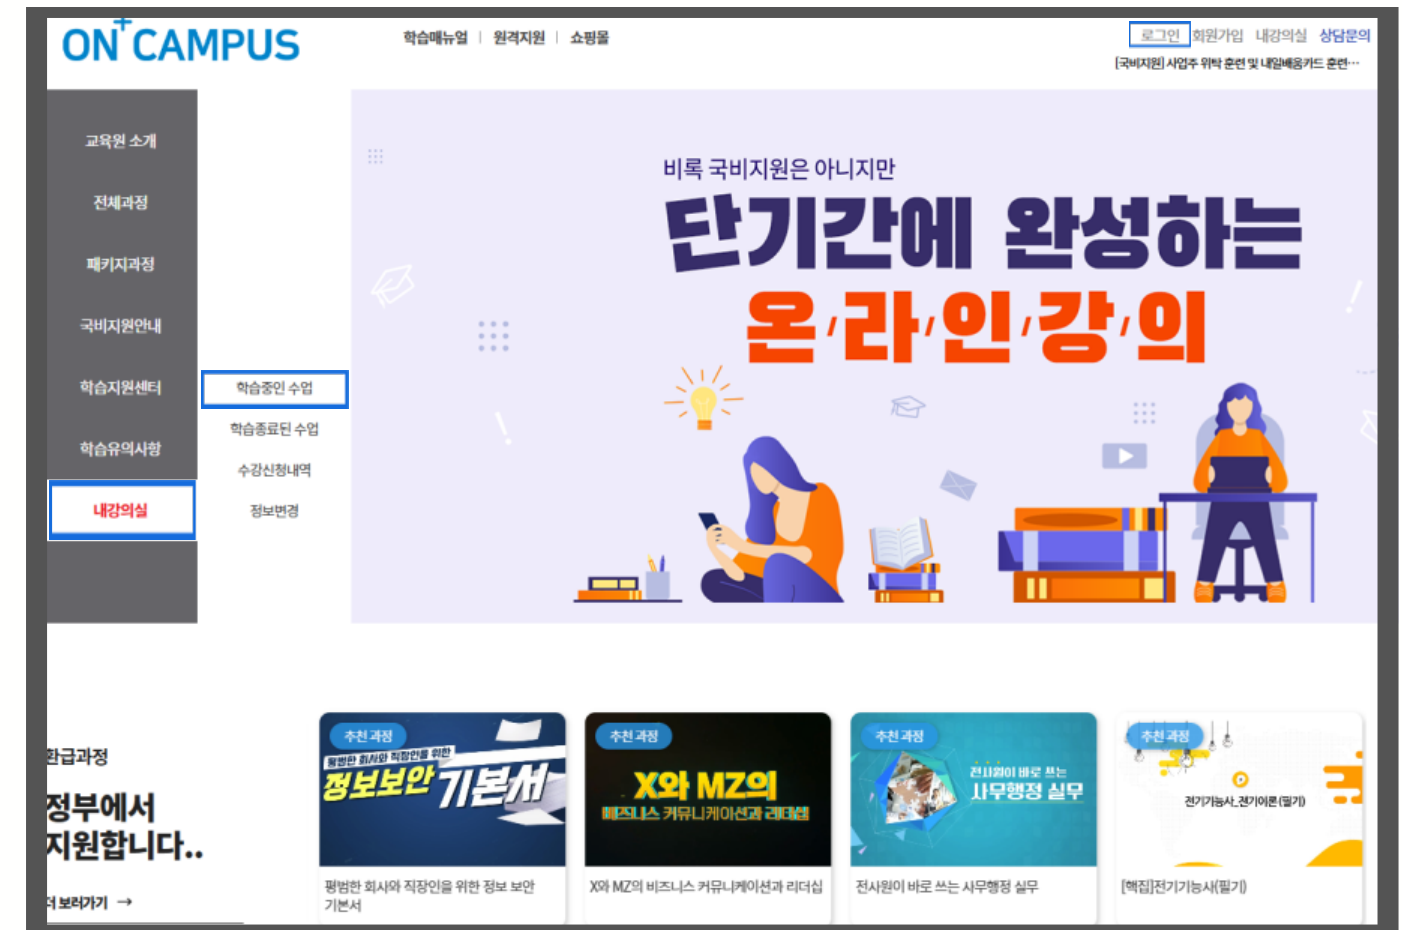 ON+CAMPUS
학습매뉴얼 | 원격지원 | 쇼핑몰
로그인 회원가입 내강의실 상담문의
[국비지원] 사업주 위탁 훈련 및 내일배움카드 훈련···
교육원 소개
전체과정
패키지과정
국비지원안내
학습지원센터
학습유의사항
내강의실
학습중인 수업
학습종료된 수업
수강신청내역
정보변경
비록 국비지원은 아니지만
단기간에 완성하는
온/라/인/강/의
환급과정
정부에서
지원합니다..
더 보러가기 →
추천 과정
평범한 회사와 직장인을 위한
정보보안 기본서
평범한 회사와 직장인을 위한 정보 보안
기본서
추천 과정
X와 MZ의
비즈니스 커뮤니케이션과 리더십
X와 MZ의 비즈니스 커뮤니케이션과 리더십
추천 과정
전사원이 바로 쓰는
사무행정 실무
전사원이 바로 쓰는 사무행정 실무
추천 과정
전기기능사_전기이론(필기)
[핵집]전기기능사(필기)